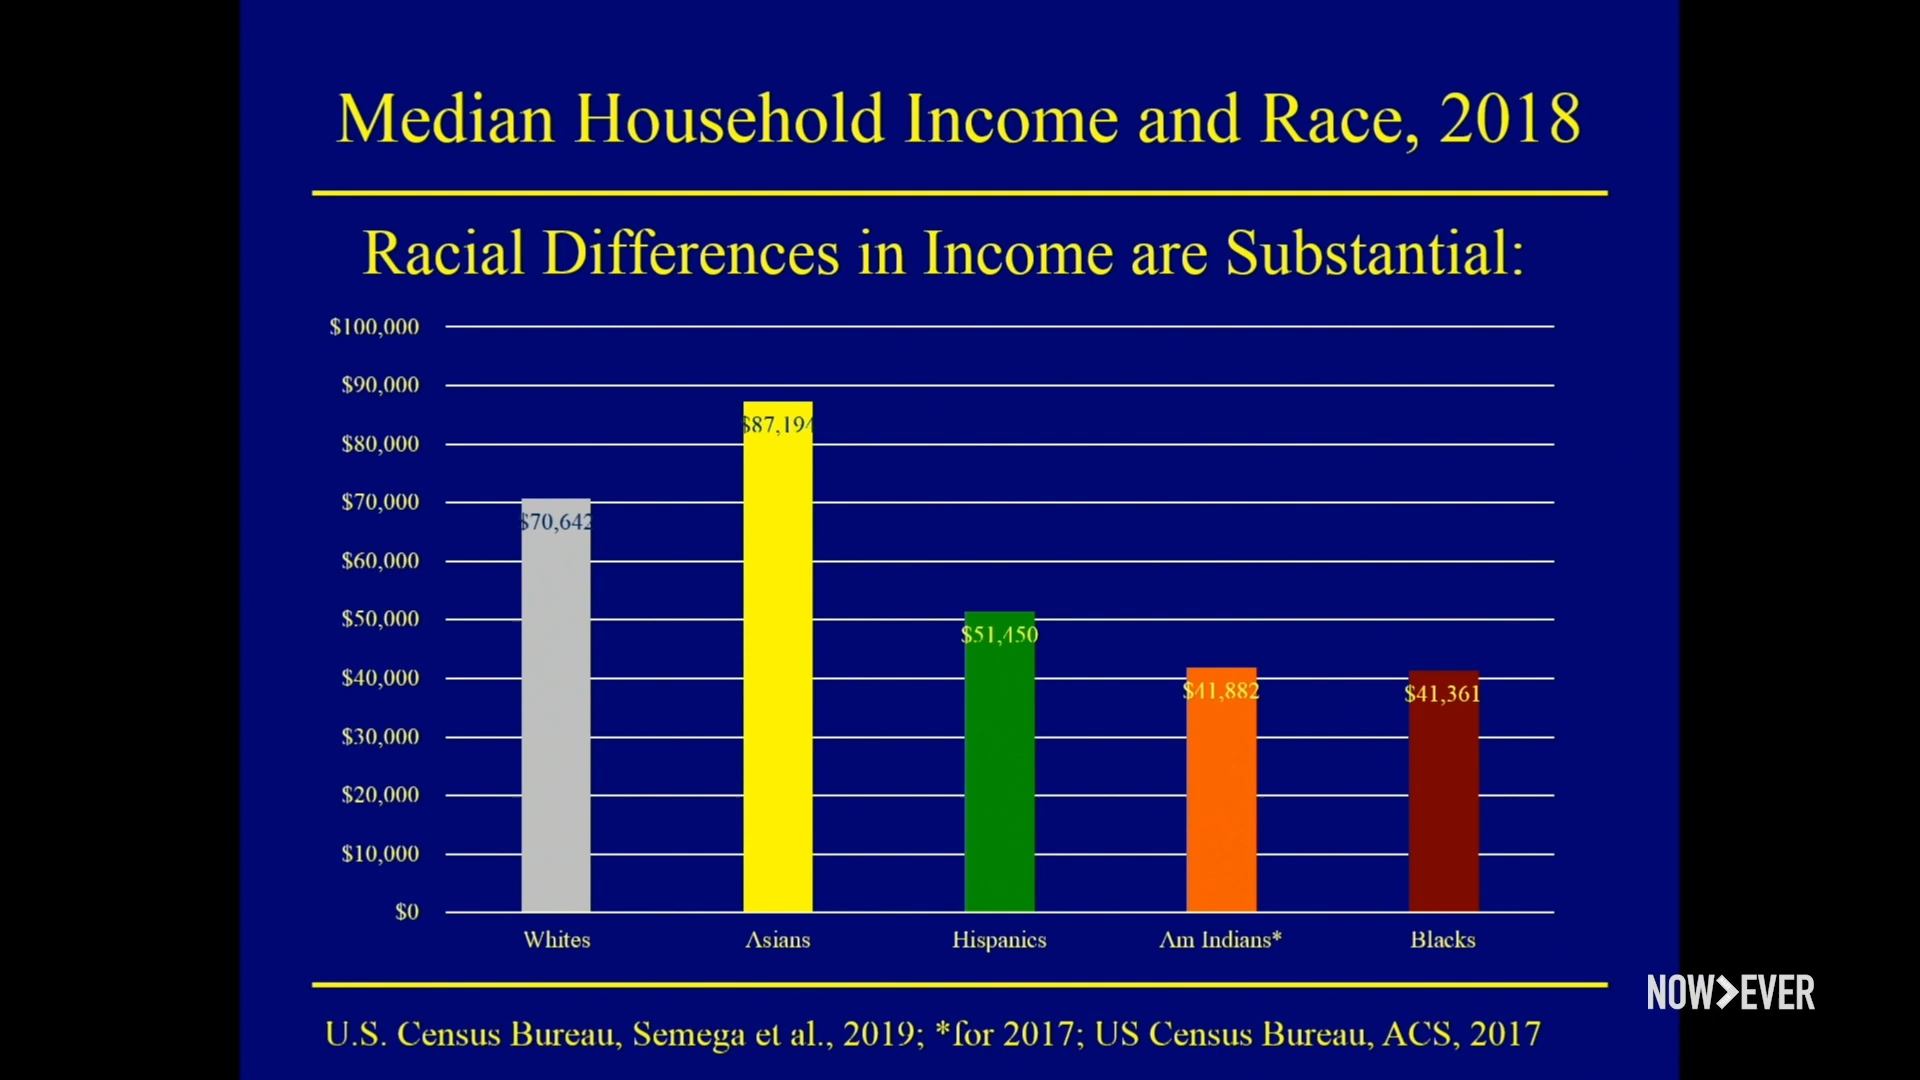 Median Household Income and Race, 2018
Racial Differences in Income are Substantial:
$100,000
$90,000
$80,000
$70,000
$60,000
$50,000
$40,000
$30,000
$20,000
$10,000
$0
$70,642
$87,194
$51,450
$41,882
$41,361
Whites
Asians
Hispanics
Am Indians*
Blacks
U.S. Census Bureau, Semega et al., 2019; *for 2017; US Census Bureau, ACS, 2017
NOW>EVER